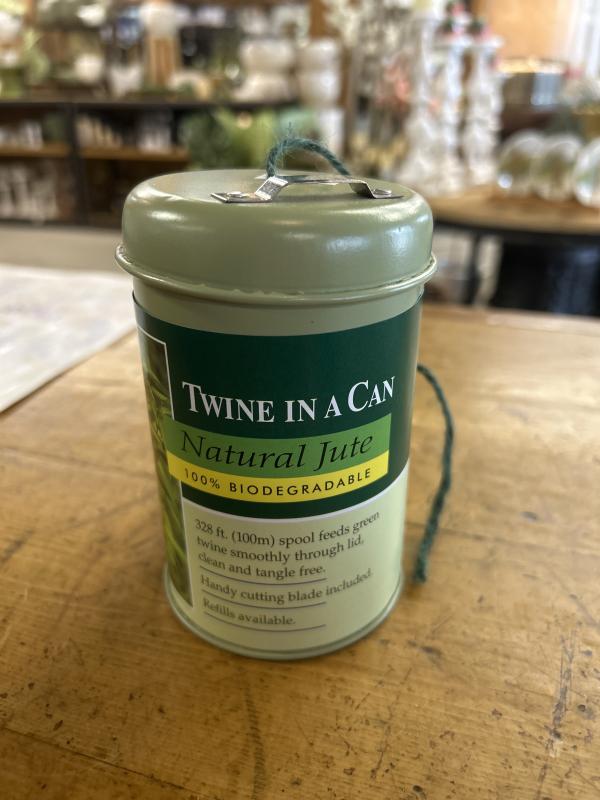 TWINE IN A CAN
Natural Jute
100% BIODEGRADABLE
328 ft. (100m) spool feeds green
twine smoothly through lid,
clean and tangle free.
Handy cutting blade included.
Refills available.